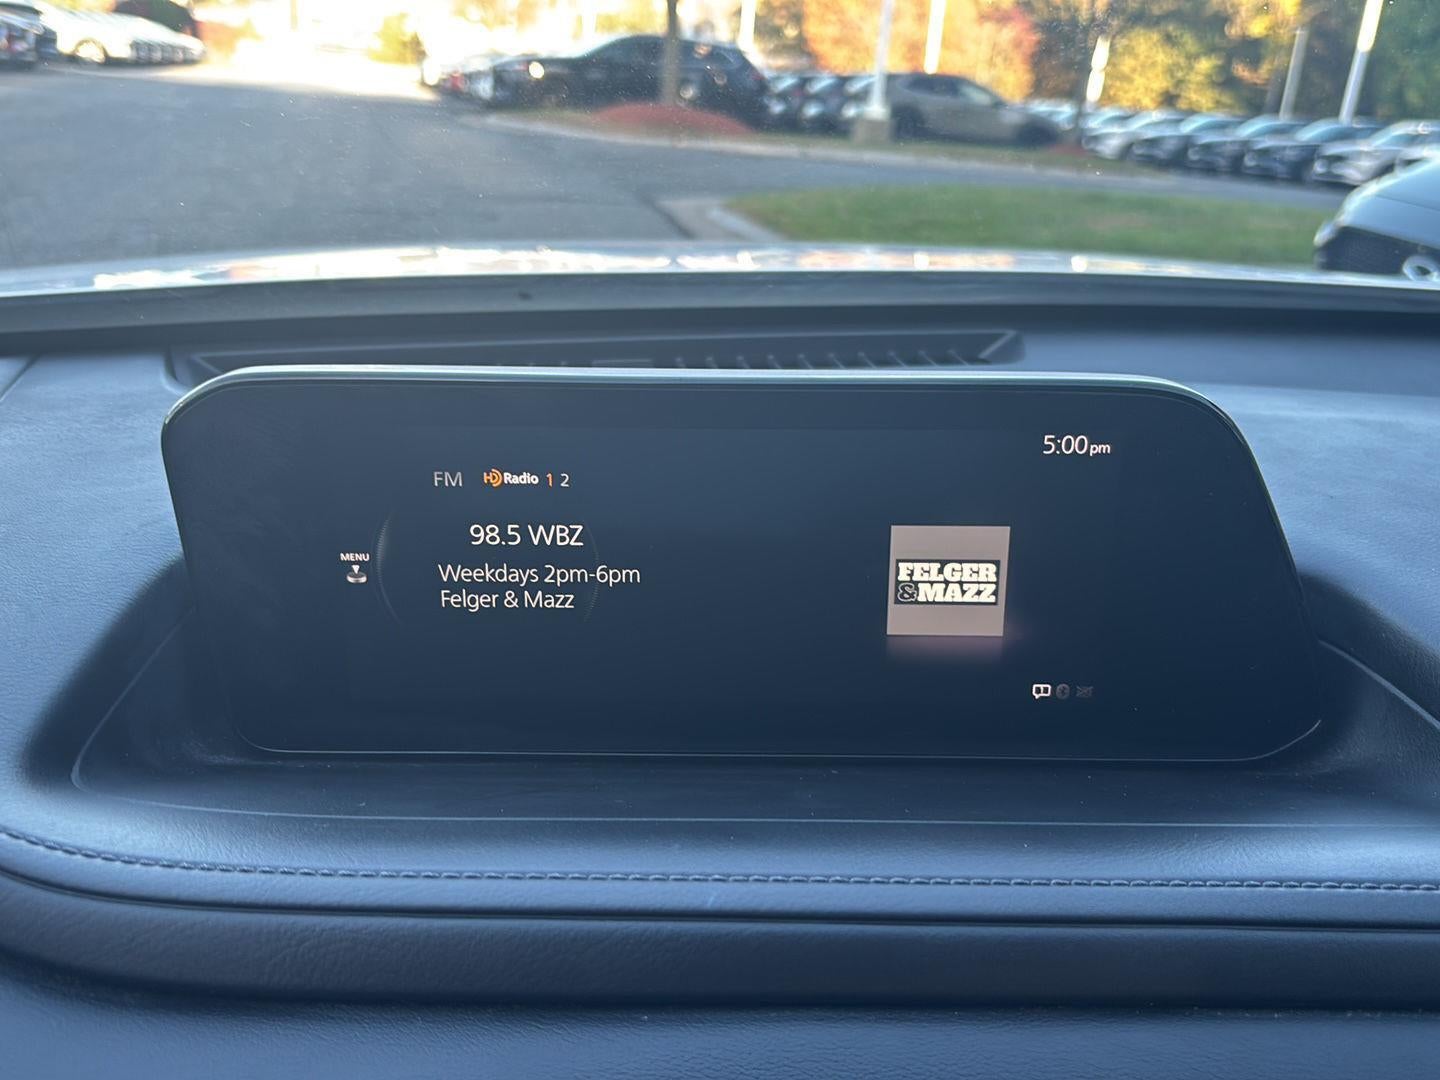 5:00pm
FM HD Radio 1 2
98.5 WBZ
MENU
Weekdays 2pm-6pm
Felger & Mazz
FELGER
&MAZZ